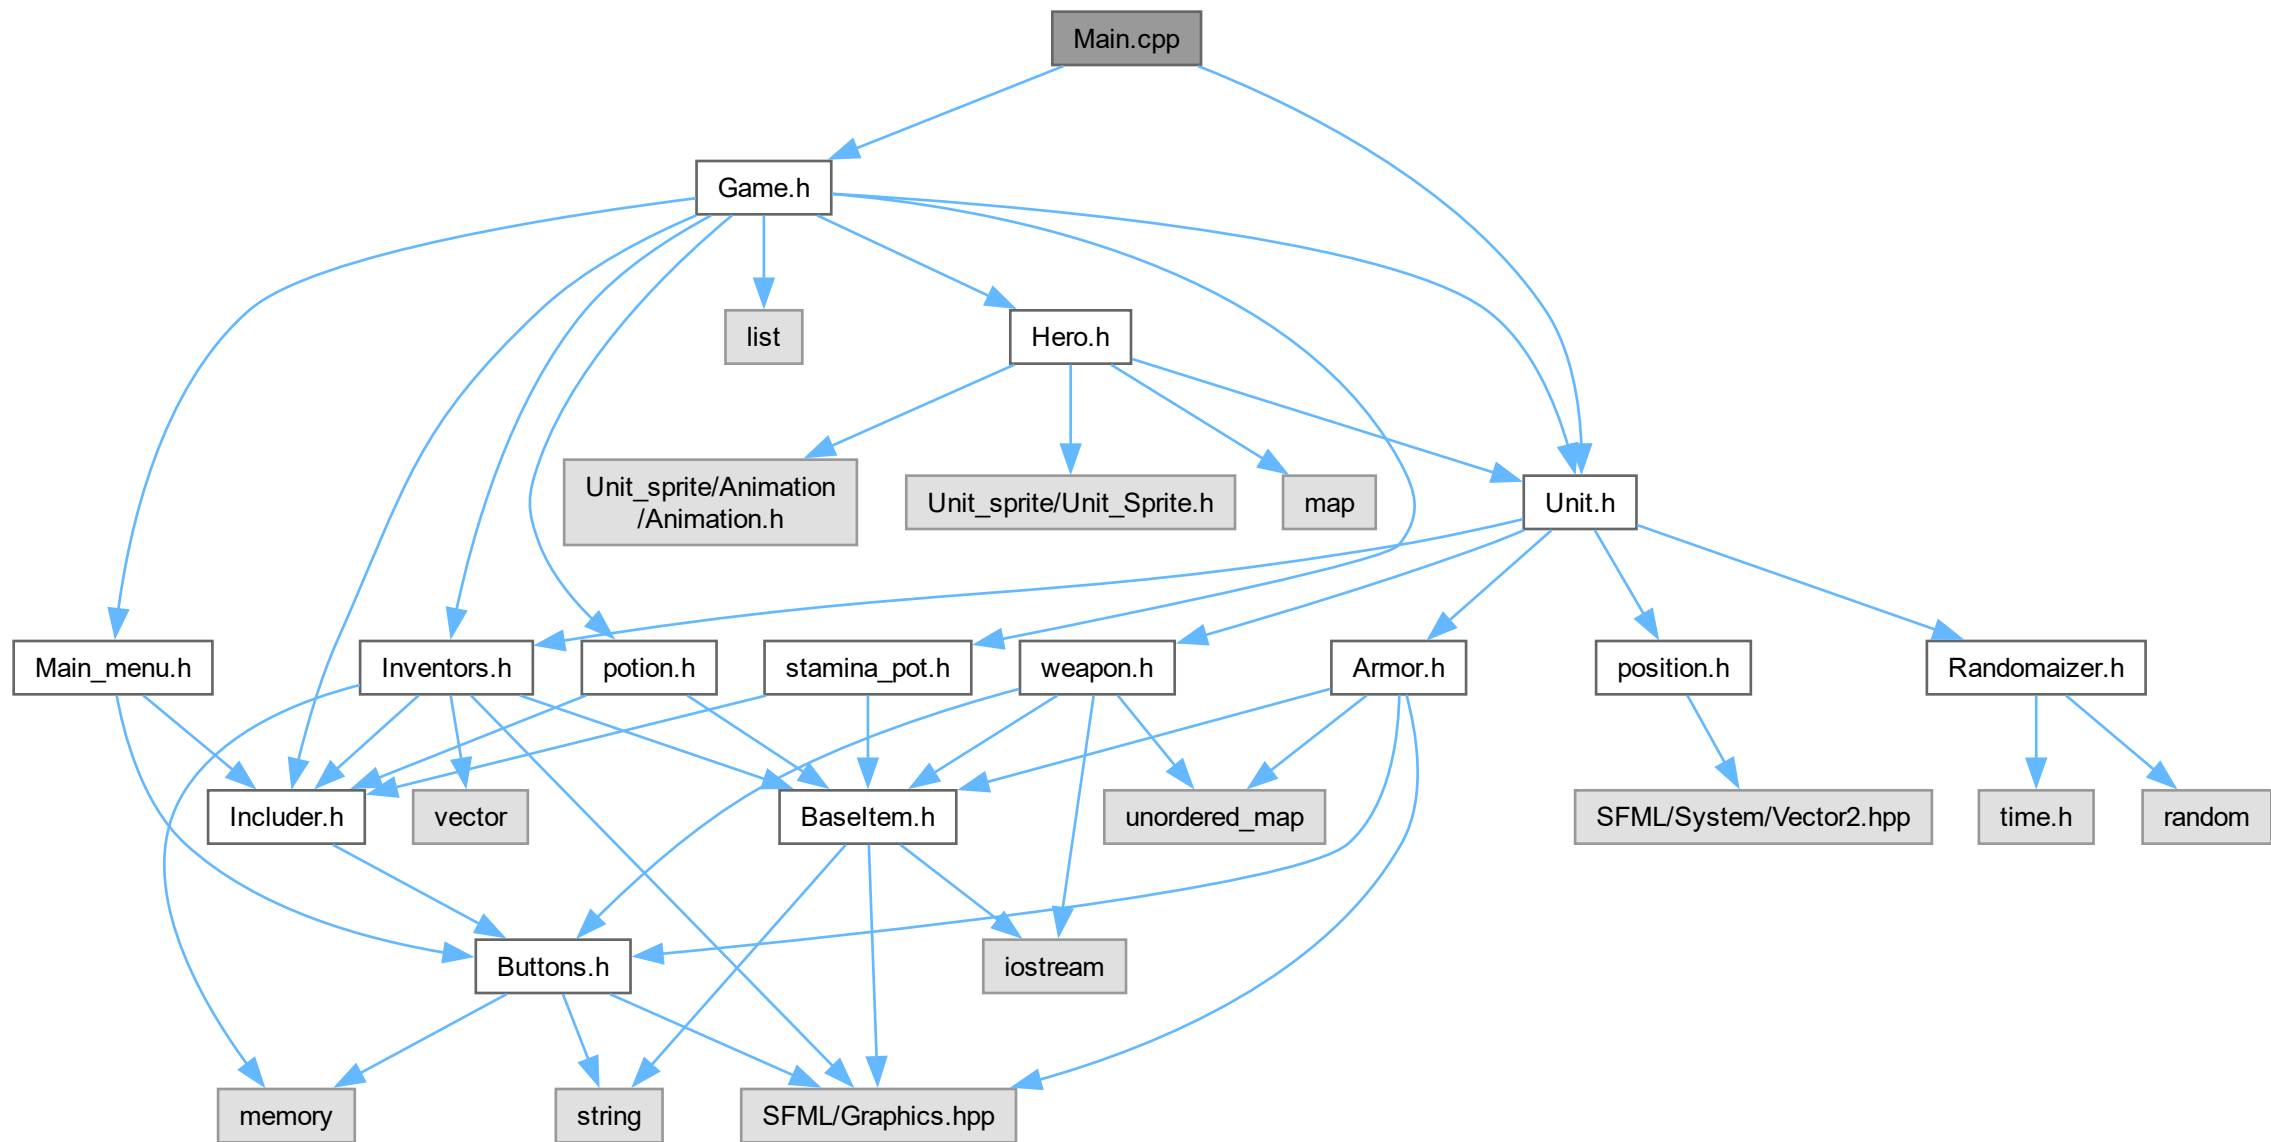 Main.cpp
Game.h
list
Hero.h
Unit_sprite/Animation
/Animation.h
Unit_sprite/Unit_Sprite.h
map
Unit.h
Main_menu.h
Inventors.h
potion.h
stamina_pot.h
weapon.h
Armor.h
position.h
Randomaizer.h
Includer.h
vector
BaseItem.h
unordered_map
SFML/System/Vector2.hpp
time.h
random
Buttons.h
iostream
memory
string
SFML/Graphics.hpp